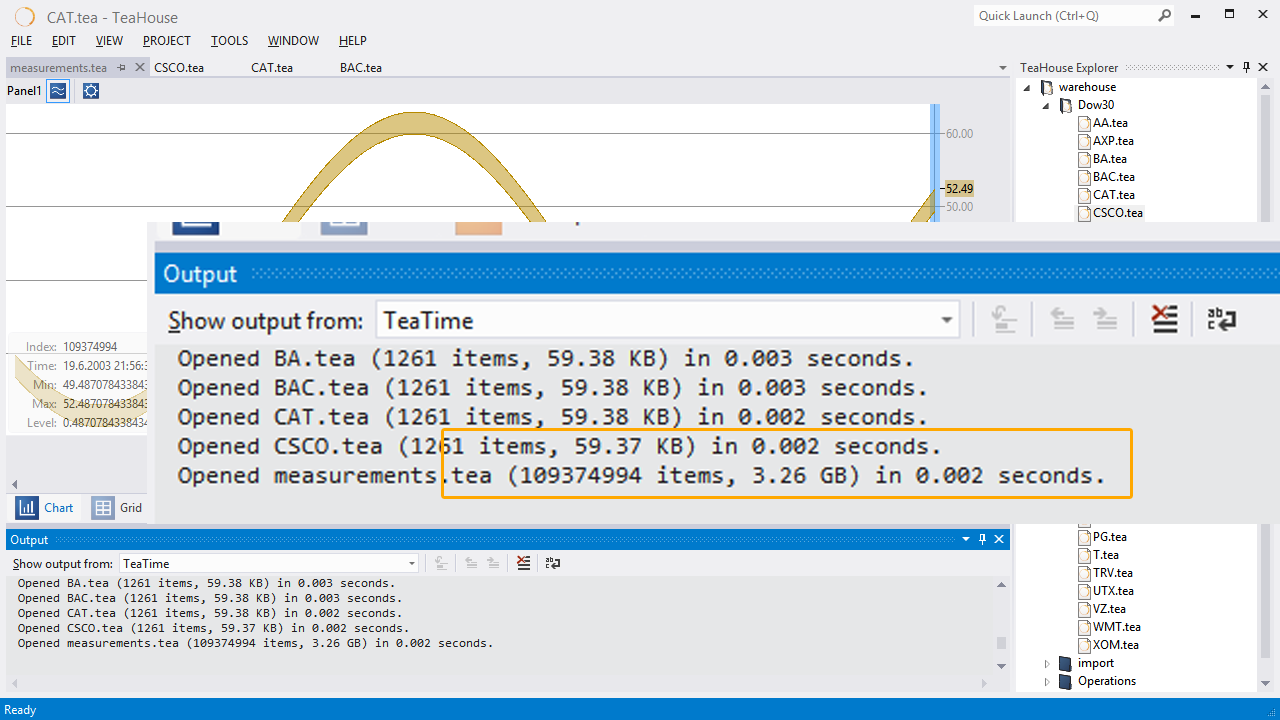 CAT.tea - TeaHouse
Quick Launch (Ctrl+Q)
FILE EDIT VIEW PROJECT TOOLS WINDOW HELP
measurements.tea CSCO.tea CAT.tea BAC.tea
Panel1
60.00
52.49
50.00
Index: 109374994
Time: 19.6.2003 21:56:3
Min: 49.487078433843
Max: 52.487078433843
Level: 0.4870784338434
Chart Grid
TeaHouse Explorer
warehouse
Dow30
AA.tea
AXP.tea
BA.tea
BAC.tea
CAT.tea
CSCO.tea
Output
Show output from: TeaTime
Opened BA.tea (1261 items, 59.38 KB) in 0.003 seconds.
Opened BAC.tea (1261 items, 59.38 KB) in 0.003 seconds.
Opened CAT.tea (1261 items, 59.38 KB) in 0.002 seconds.
Opened CSCO.tea (1261 items, 59.37 KB) in 0.002 seconds.
Opened measurements.tea (109374994 items, 3.26 GB) in 0.002 seconds.
Output
Show output from: TeaTime
Opened BA.tea (1261 items, 59.38 KB) in 0.003 seconds.
Opened BAC.tea (1261 items, 59.38 KB) in 0.003 seconds.
Opened CAT.tea (1261 items, 59.38 KB) in 0.002 seconds.
Opened CSCO.tea (1261 items, 59.37 KB) in 0.002 seconds.
Opened measurements.tea (109374994 items, 3.26 GB) in 0.002 seconds.
PG.tea
T.tea
TRV.tea
UTX.tea
VZ.tea
WMT.tea
XOM.tea
import
Operations
Ready